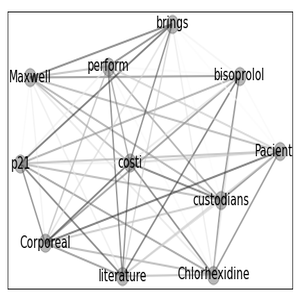 brings
perform
Maxwell
bisoprolol
Pacient
p21
costi
custodians
Corporeal
literature
Chlorhexidine